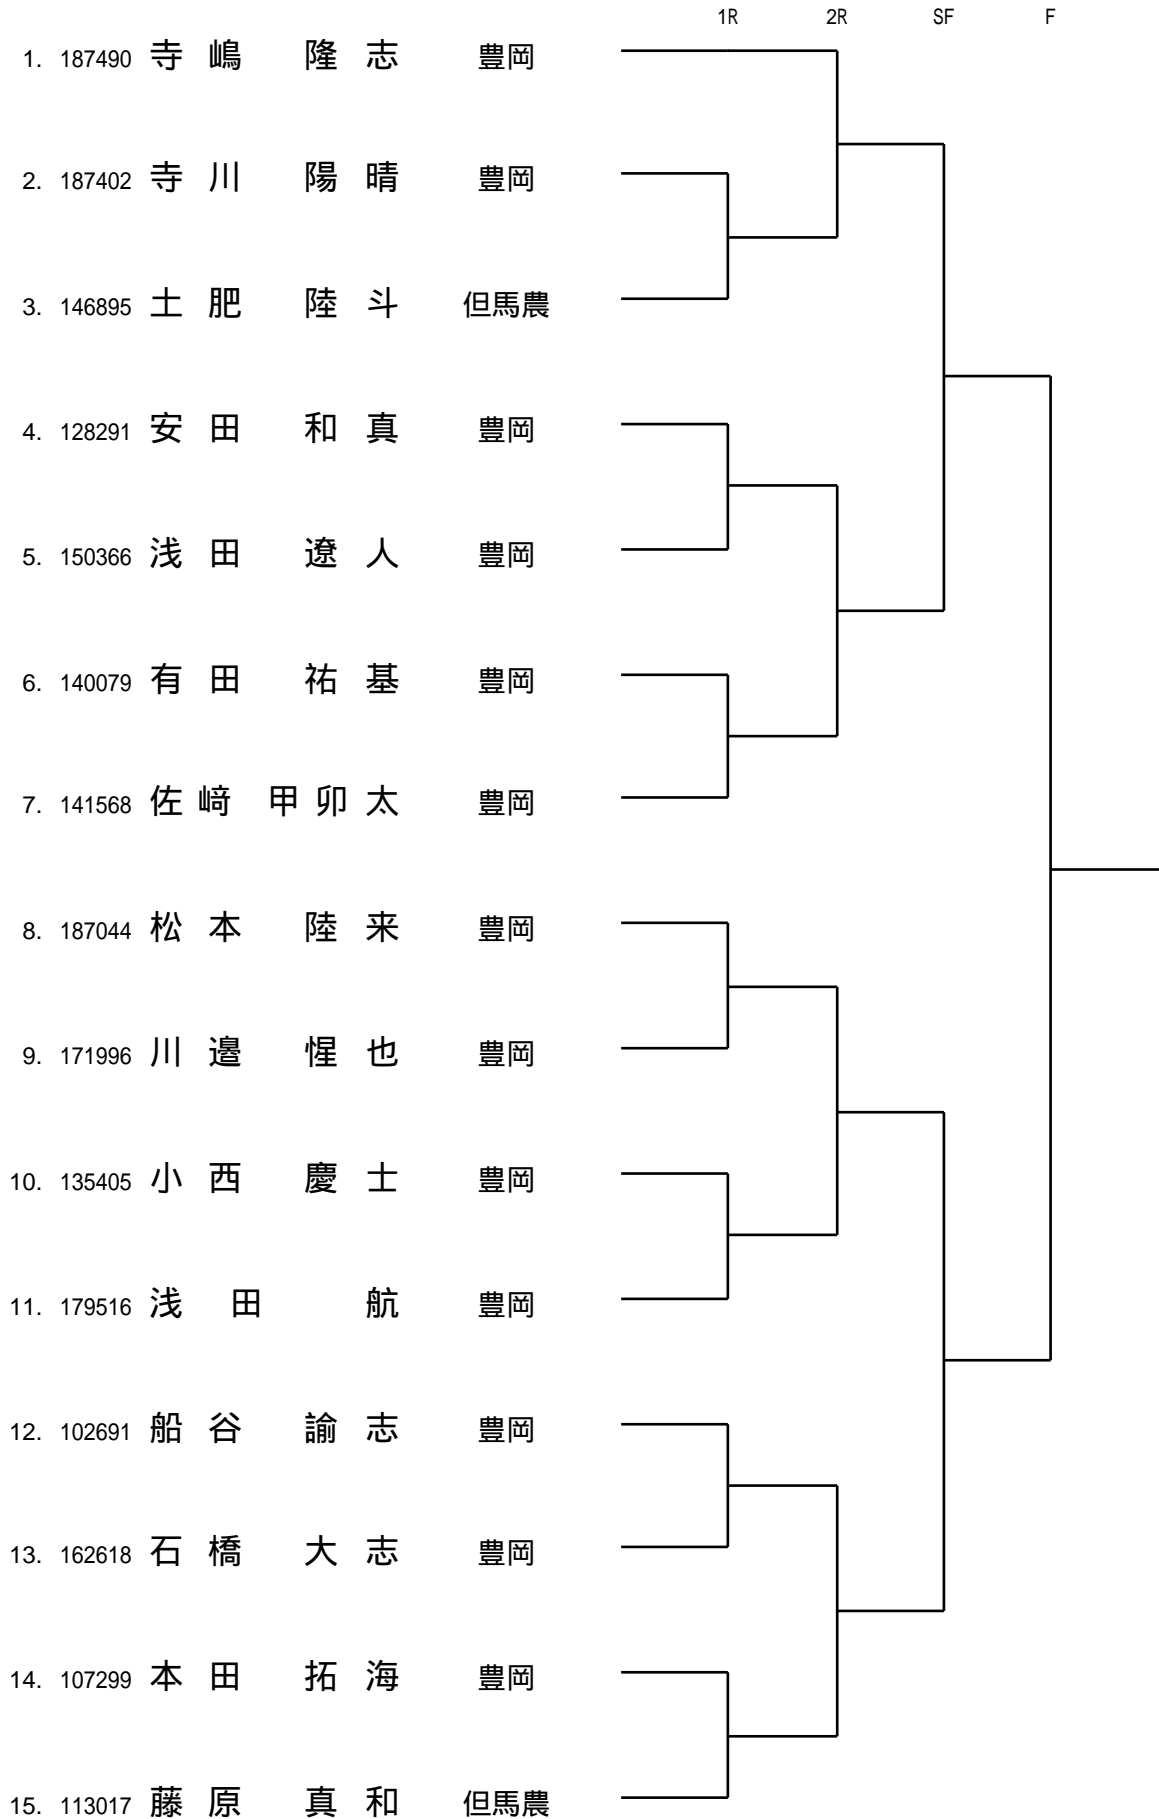 1R 2R SF F
1. 187490 寺嶋 隆志 豊岡
2. 187402 寺川 陽晴 豊岡
3. 146895 土肥 陸斗 但馬農
4. 128291 安田 和真 豊岡
5. 150366 浅田 遼人 豊岡
6. 140079 有田 祐基 豊岡
7. 141568 佐﨑 甲卯太 豊岡
8. 187044 松本 陸来 豊岡
9. 171996 川邉 惺也 豊岡
10. 135405 小西 慶士 豊岡
11. 179516 浅田 航 豊岡
12. 102691 船谷 諭志 豊岡
13. 162618 石橋 大志 豊岡
14. 107299 本田 拓海 豊岡
15. 113017 藤原 真和 但馬農